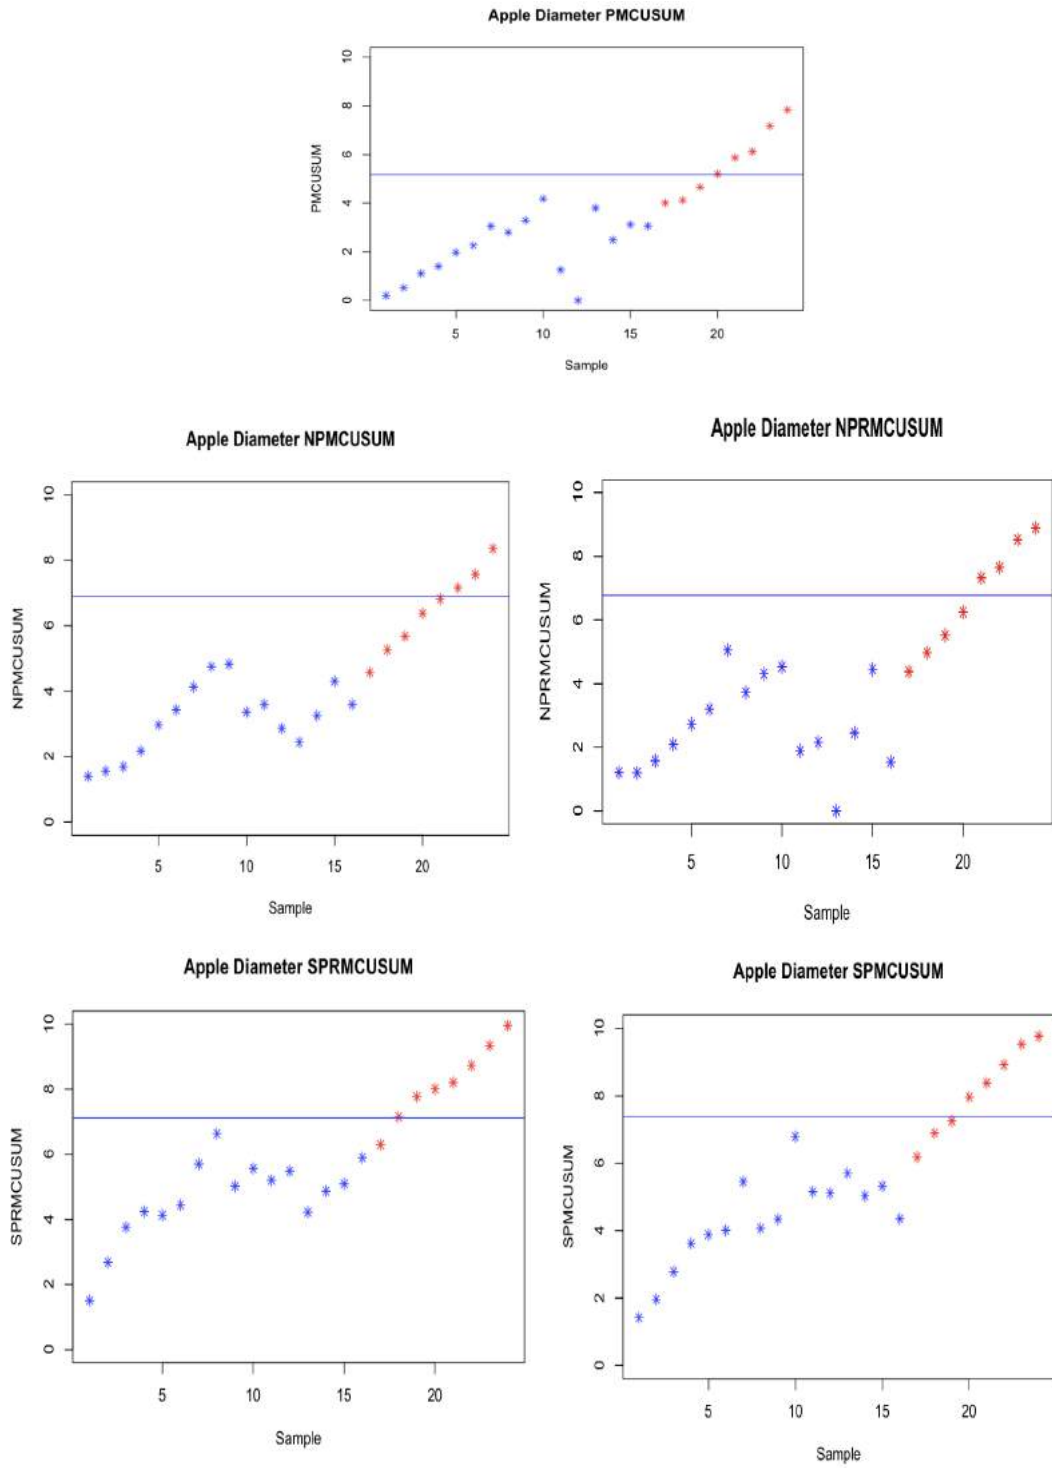 Apple Diameter PMCUSUM
PMCUSUM
10
8
6
4
2
0
5 10 15 20
Sample
Apple Diameter NPMCUSUM
NPMCUSUM
10
8
6
4
2
0
5 10 15 20
Sample
Apple Diameter NPRMCUSUM
NPRMCUSUM
10
8
6
4
2
0
5 10 15 20
Sample
Apple Diameter SPRMCUSUM
SPRMCUSUM
10
8
6
4
2
0
5 10 15 20
Sample
Apple Diameter SPMCUSUM
SPMCUSUM
10
8
6
4
2
0
5 10 15 20
Sample